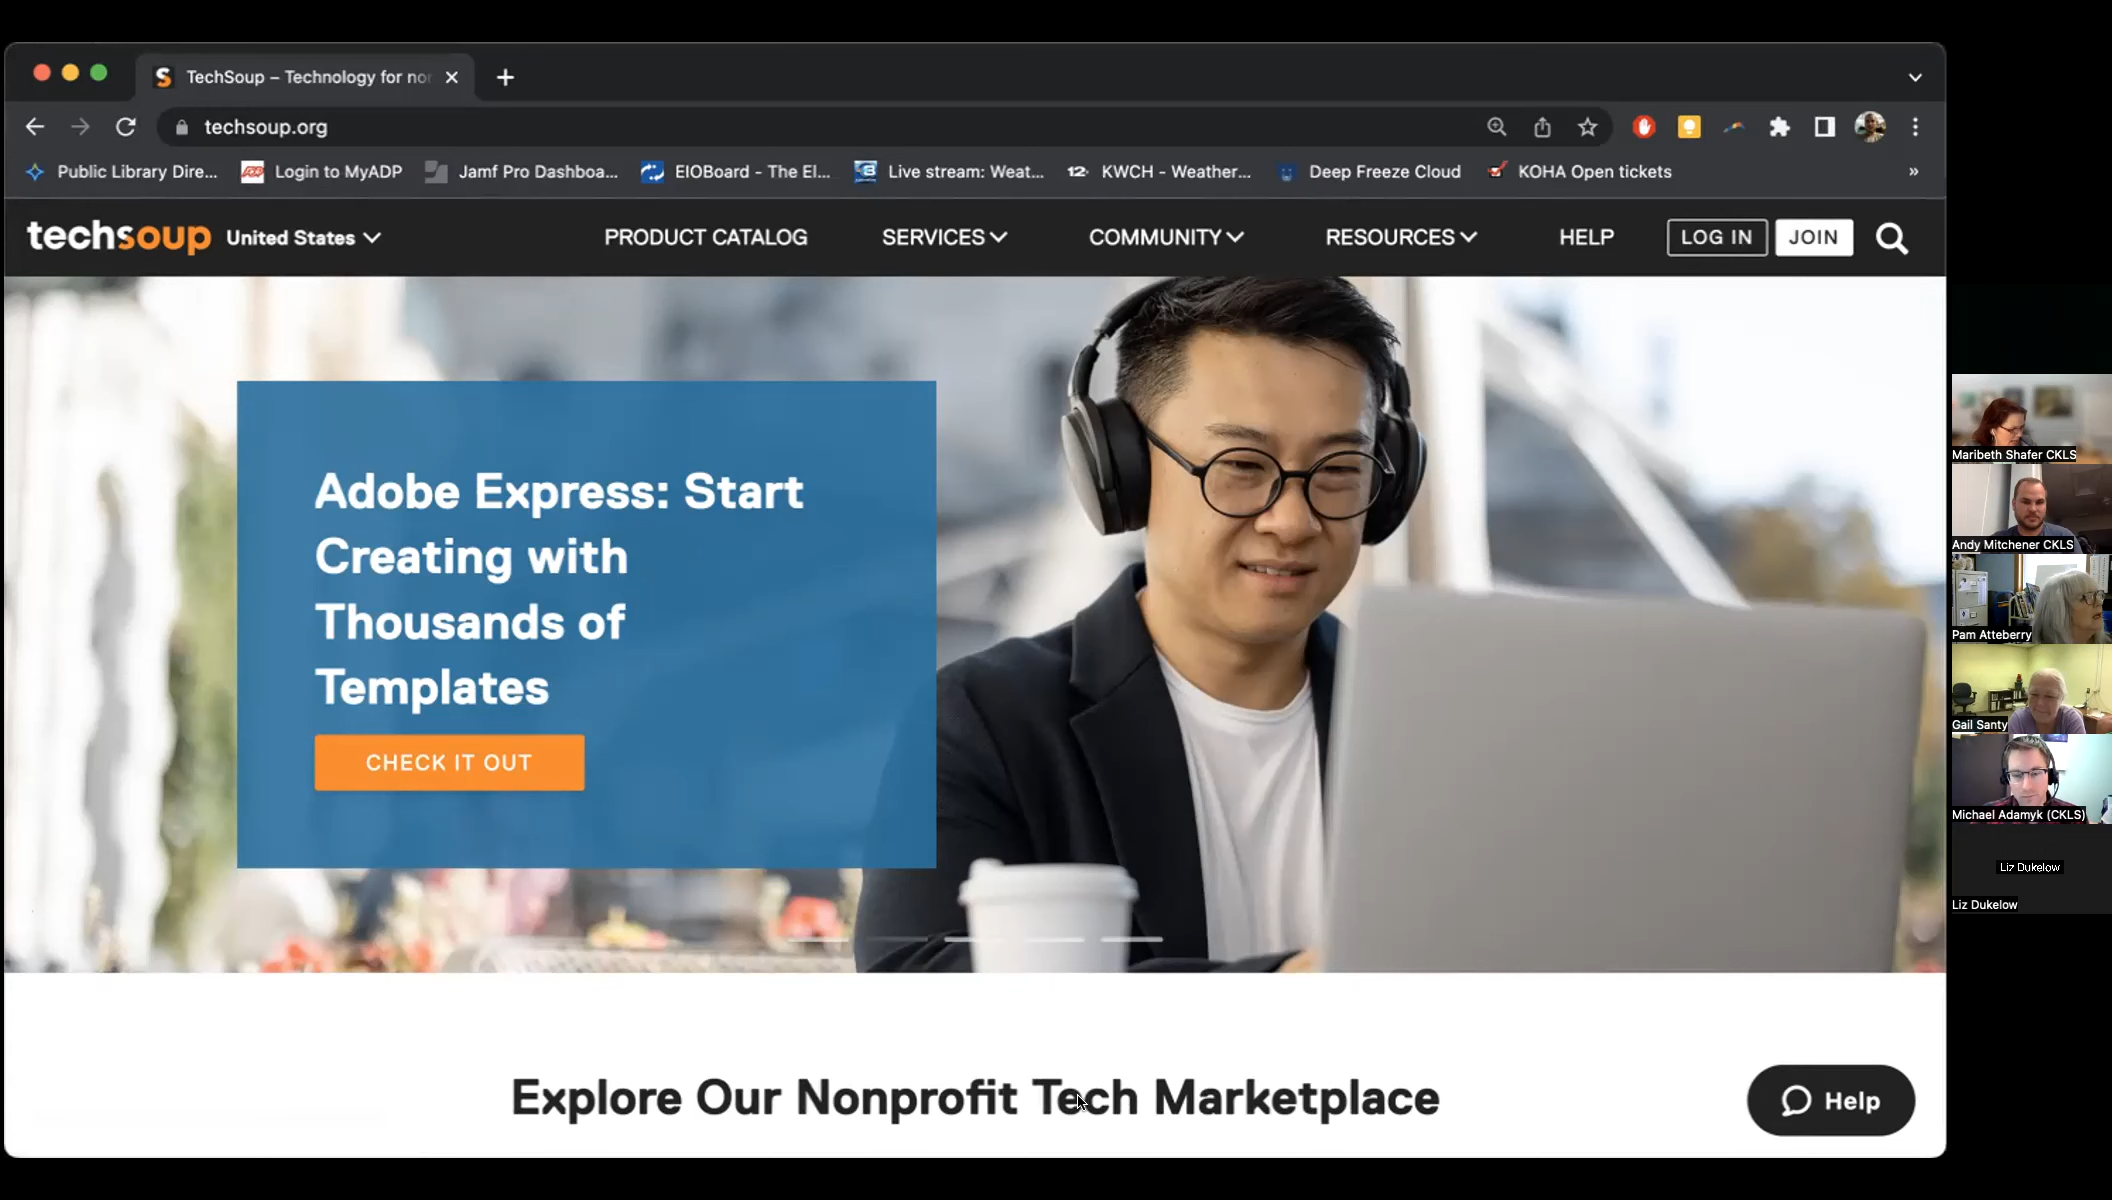 TechSoup – Technology for nor
techsoup.org
Public Library Dire...
Login to MyADP
Jamf Pro Dashboa...
EIOBoard - The EI...
Live stream: Weat...
12 KWCH - Weather...
Deep Freeze Cloud
KOHA Open tickets
»
techsoup United States
PRODUCT CATALOG
SERVICES
COMMUNITY
RESOURCES
HELP
LOG IN
JOIN
Adobe Express: Start
Creating with
Thousands of
Templates
CHECK IT OUT
Explore Our Nonprofit Tech Marketplace
Help
Maribeth Shafer CKLS
Andy Mitchener CKLS
Pam Atteberry
Gail Santy
Michael Adamyk (CKLS)
Liz Dukelow
Liz Dukelow